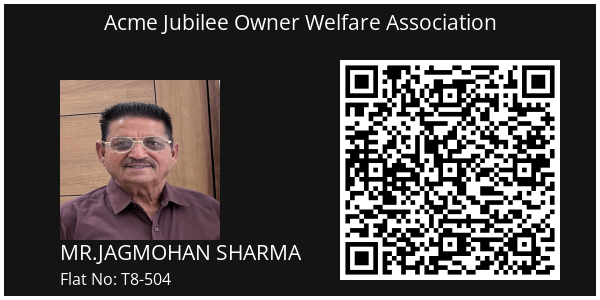 Acme Jubilee Owner Welfare Association
MR.JAGMOHAN SHARMA
Flat No: T8-504